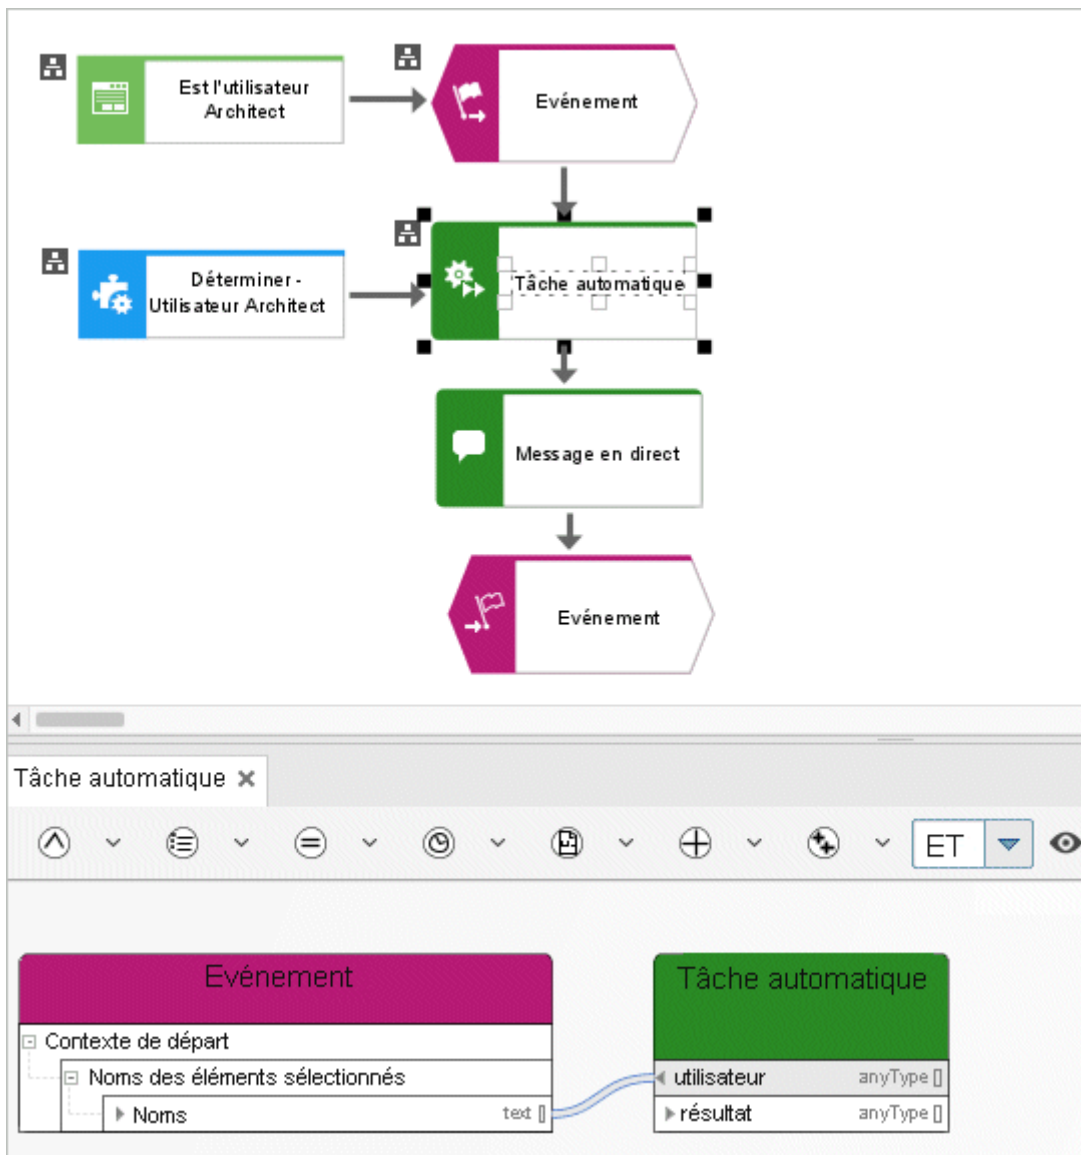 Est l'utilisateur
Architect
Evénement
Déterminer -
Utilisateur Architect
Tâche automatique
Message en direct
Evénement
Tâche automatique
ET
Evénement
Contexte de départ
Noms des éléments sélectionnés
Noms text []
Tâche automatique
utilisateur anyType []
résultat anyType []